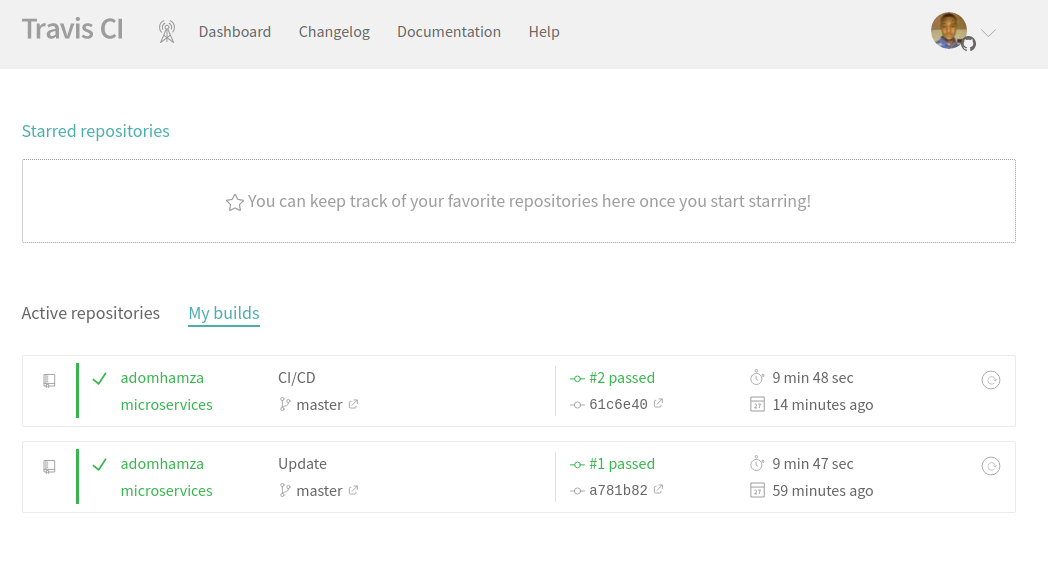 Travis CI Dashboard Changelog Documentation Help
Starred repositories
You can keep track of your favorite repositories here once you start starring!
Active repositories My builds
adomhamza CI/CD #2 passed 9 min 48 sec
microservices master 61c6e40 14 minutes ago
adomhamza Update #1 passed 9 min 47 sec
microservices master a781b82 59 minutes ago